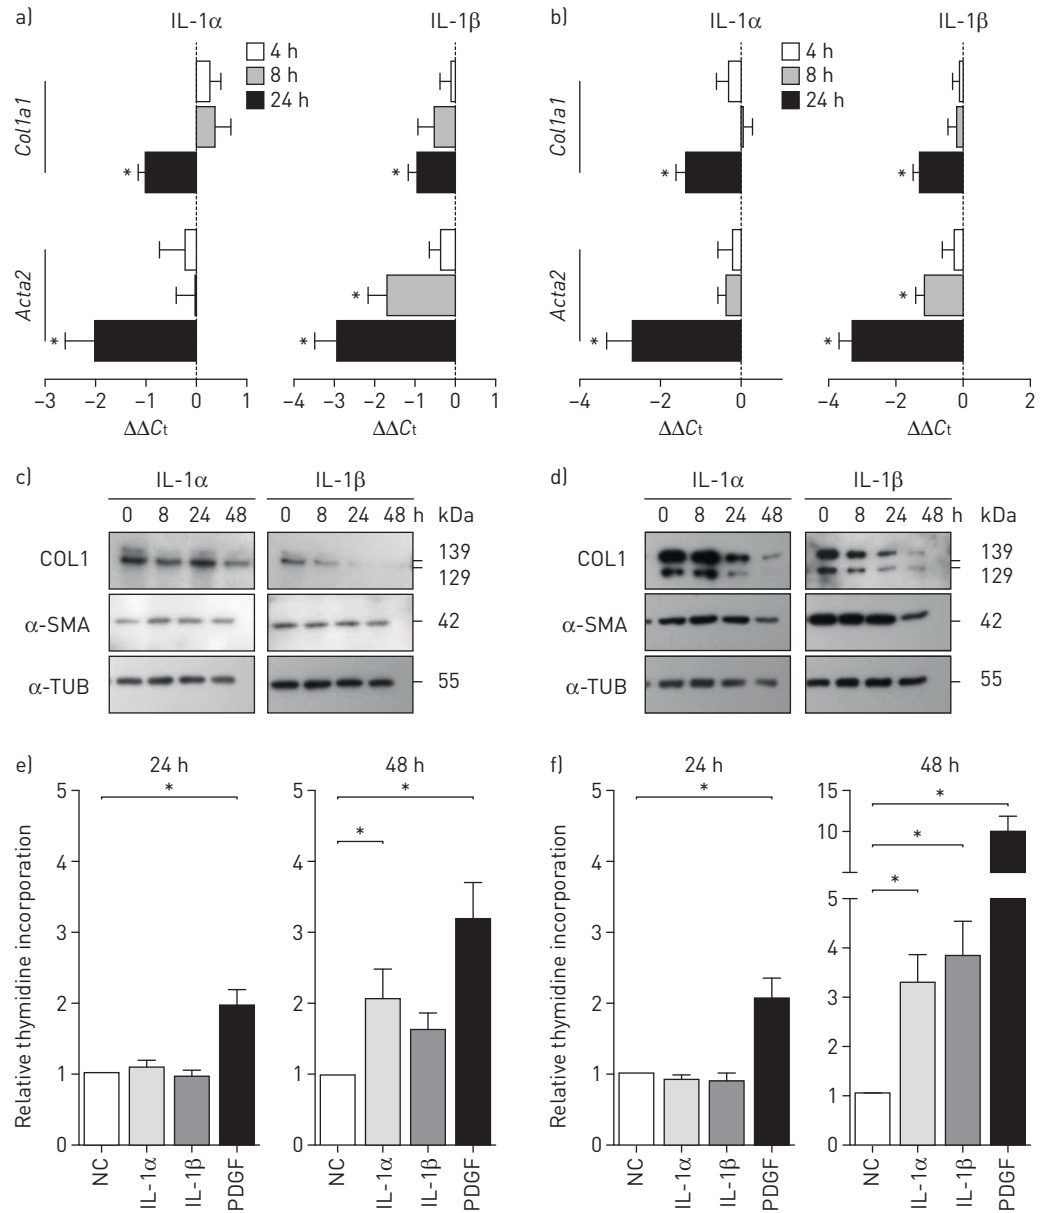 a) IL-1α IL-1β
4 h
8 h
24 h
Col1a1
* *
Acta2
*
* *
–3 –2 –1 0 1 –4 –3 –2 –1 0 1
ΔΔCt ΔΔCt
b) IL-1α IL-1β
4 h
8 h
24 h
Col1a1
* *
Acta2
*
* *
–4 –2 0 –4 –2 0 2
ΔΔCt ΔΔCt
c) IL-1α IL-1β
0 8 24 48 0 8 24 48 h kDa
COL1 139
129
α-SMA 42
α-TUB 55
d) IL-1α IL-1β
0 8 24 48 0 8 24 48 h kDa
COL1 139
129
α-SMA 42
α-TUB 55
e) 24 h 48 h
Relative thymidine incorporation
5 5
* *
*
4 4
3 3
2 2
1 1
0 0
NC IL-1α IL-1β PDGF NC IL-1α IL-1β PDGF
f) 24 h 48 h
Relative thymidine incorporation
5 15
* *
10
*
*
5
4 4
3 3
2 2
1 1
0 0
NC IL-1α IL-1β PDGF NC IL-1α IL-1β PDGF